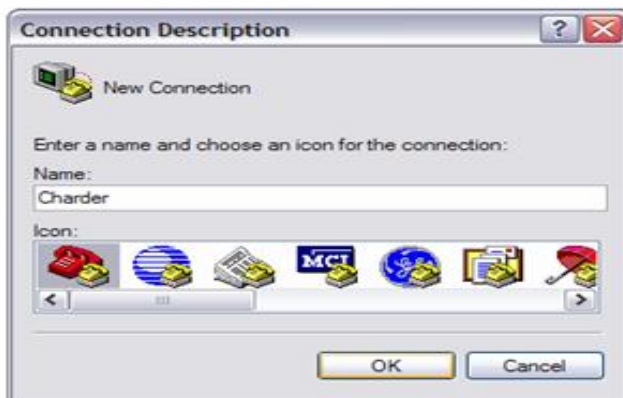 Connection Description
New Connection
Enter a name and choose an icon for the connection:
Name:
Charder
Icon:
MCI
OK
Cancel